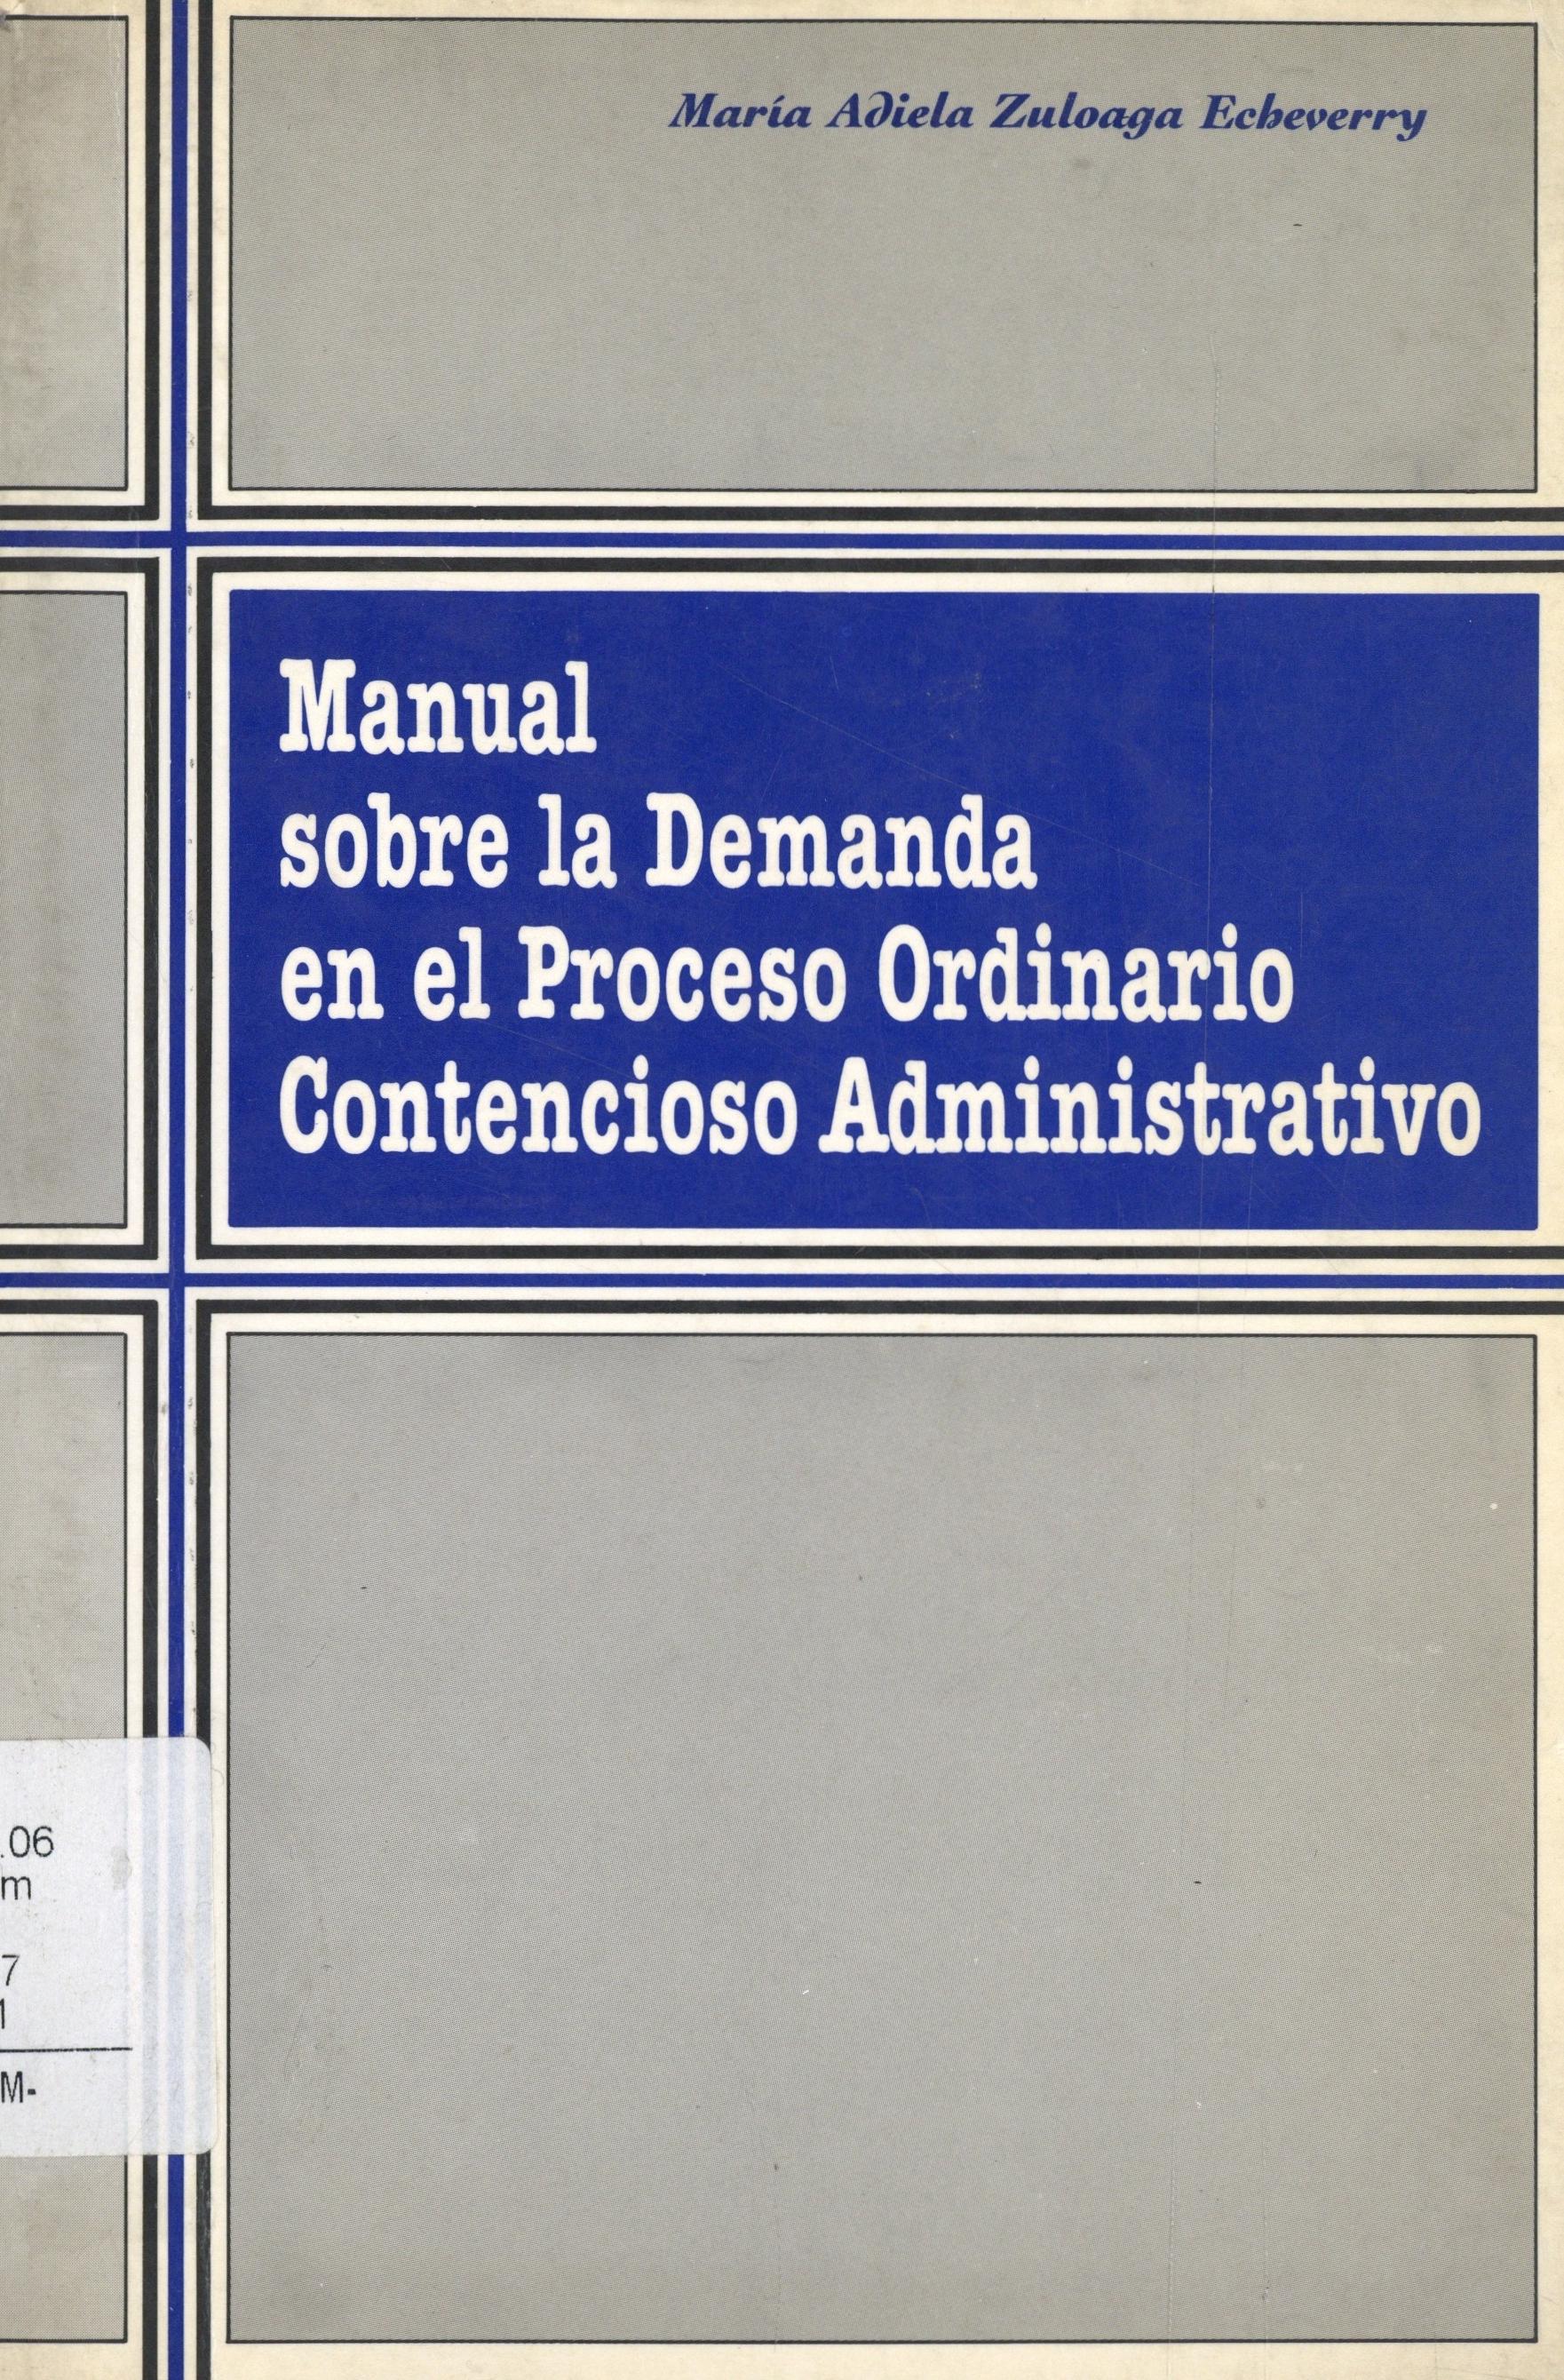 María Adiela Zuloaga Echeverry
Manual
sobre la Demanda
en el Proceso Ordinario
Contencioso Administrativo
.06
m
7
1
M-